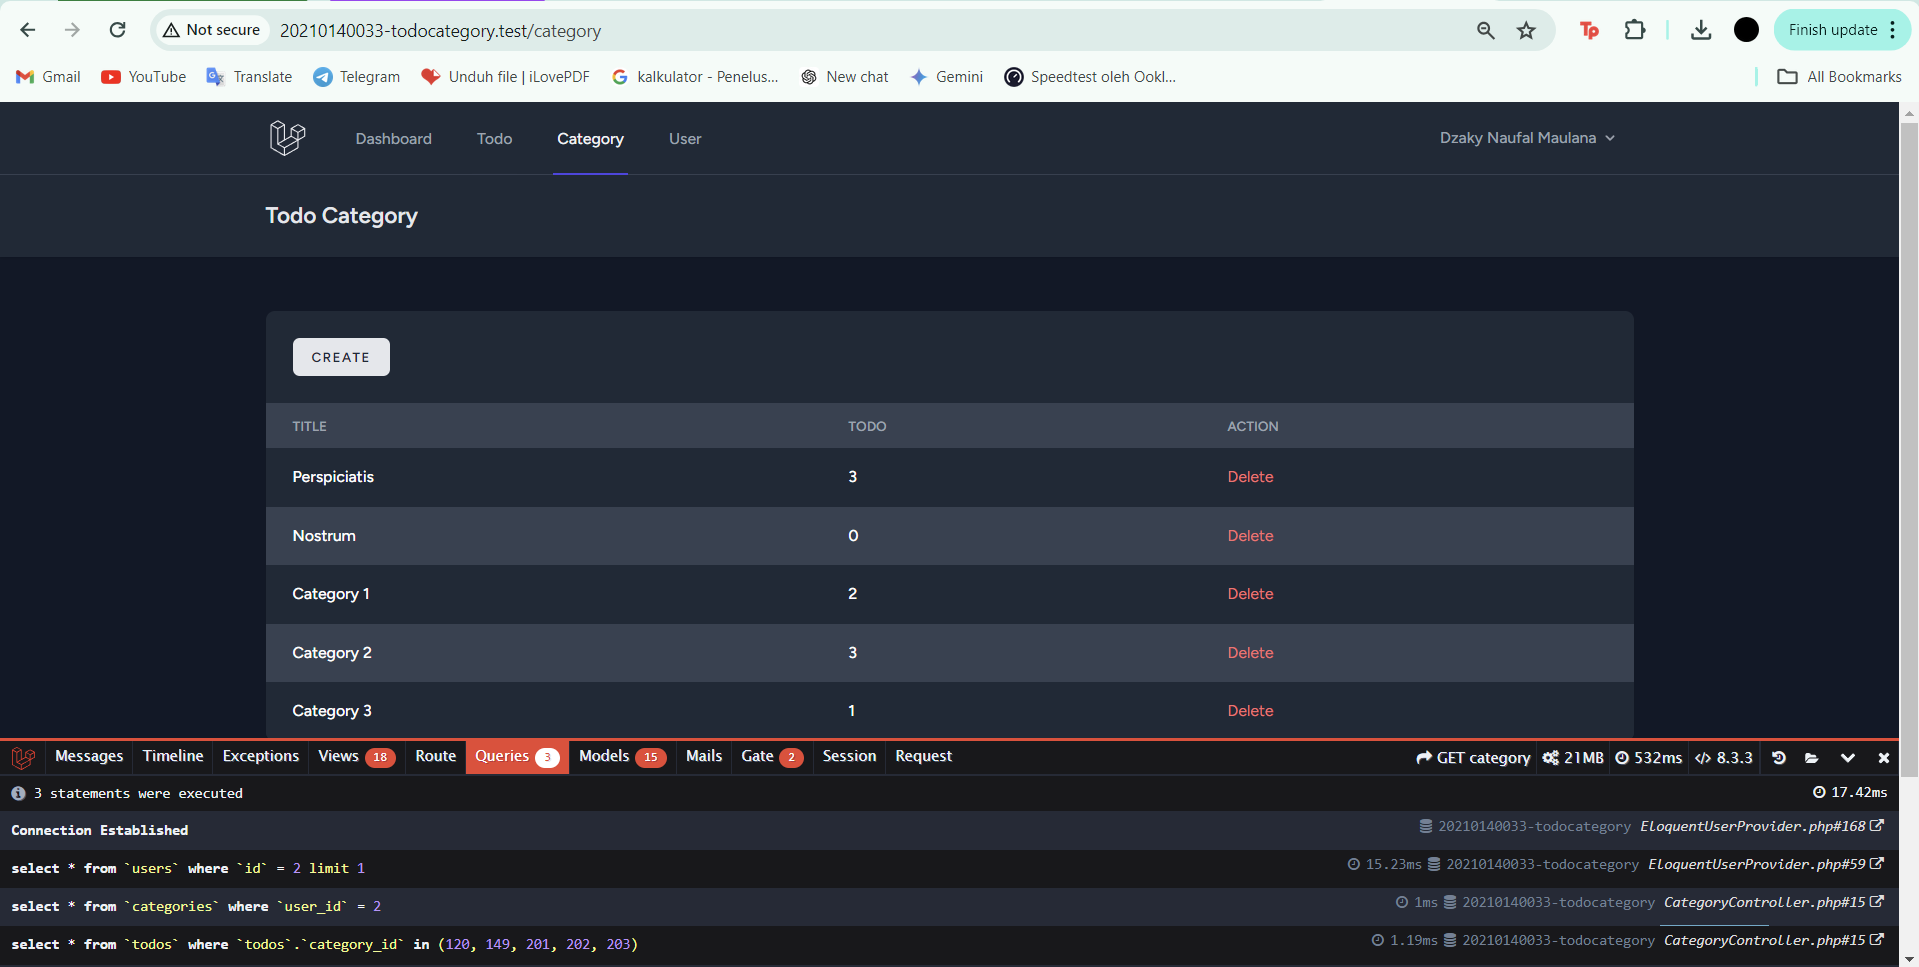 Not secure 20210140033-todocategory.test/category Tp Finish update
Gmail YouTube Translate Telegram Unduh file | iLovePDF kalkulator - Penelus... New chat Gemini Speedtest oleh Ookl... All Bookmarks
Dashboard Todo Category User Dzaky Naufal Maulana
Todo Category
CREATE
TITLE TODO ACTION
Perspiciatis 3 Delete
Nostrum 0 Delete
Category 1 2 Delete
Category 2 3 Delete
Category 3 1 Delete
Messages Timeline Exceptions Views 18 Route Queries 3 Models 15 Mails Gate 2 Session Request GET category 21MB 532ms </> 8.3.3
3 statements were executed 17.42ms
Connection Established 20210140033-todocategory EloquentUserProvider.php#168
select * from `users` where `id` = 2 limit 1 15.23ms 20210140033-todocategory EloquentUserProvider.php#59
select * from `categories` where `user_id` = 2 1ms 20210140033-todocategory CategoryController.php#15
select * from `todos` where `todos`.`category_id` in (120, 149, 201, 202, 203) 1.19ms 20210140033-todocategory CategoryController.php#15